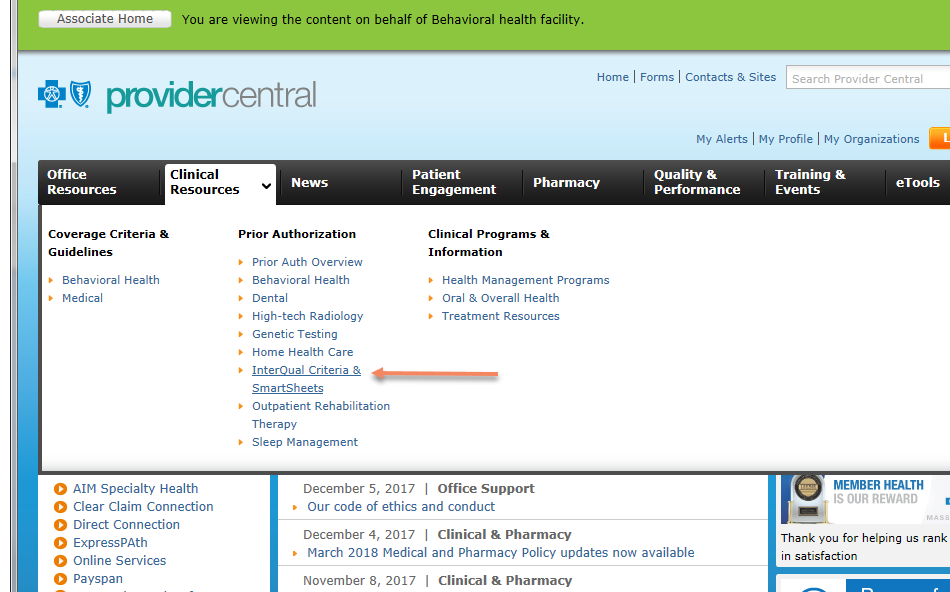 Associate Home
You are viewing the content on behalf of Behavioral health facility.
Home | Forms | Contacts & Sites
Search Provider Central
providercentral
My Alerts | My Profile | My Organizations
Office
Resources
Clinical
Resources
News
Patient
Engagement
Pharmacy
Quality &
Performance
Training &
Events
eTools
Coverage Criteria &
Guidelines
Behavioral Health
Medical
Prior Authorization
Prior Auth Overview
Behavioral Health
Dental
High-tech Radiology
Genetic Testing
Home Health Care
InterQual Criteria &
SmartSheets
Outpatient Rehabilitation
Therapy
Sleep Management
Clinical Programs &
Information
Health Management Programs
Oral & Overall Health
Treatment Resources
AIM Specialty Health
Clear Claim Connection
Direct Connection
ExpressPAth
Online Services
Payspan
December 5, 2017 | Office Support
Our code of ethics and conduct
December 4, 2017 | Clinical & Pharmacy
March 2018 Medical and Pharmacy Policy updates now available
November 8, 2017 | Clinical & Pharmacy
MEMBER HEALTH
IS OUR REWARD
MASS
Thank you for helping us rank
in satisfaction